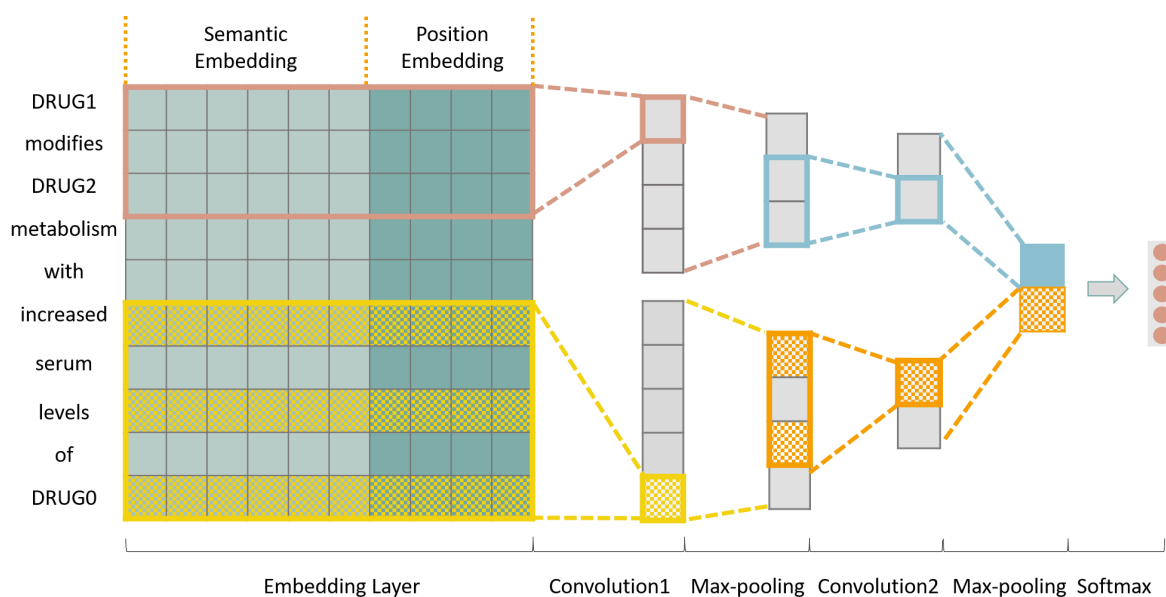 Semantic
Embedding
Position
Embedding
DRUG1
modifies
DRUG2
metabolism
with
increased
serum
levels
of
DRUG0
Embedding Layer
Convolution1
Max-pooling
Convolution2
Max-pooling
Softmax